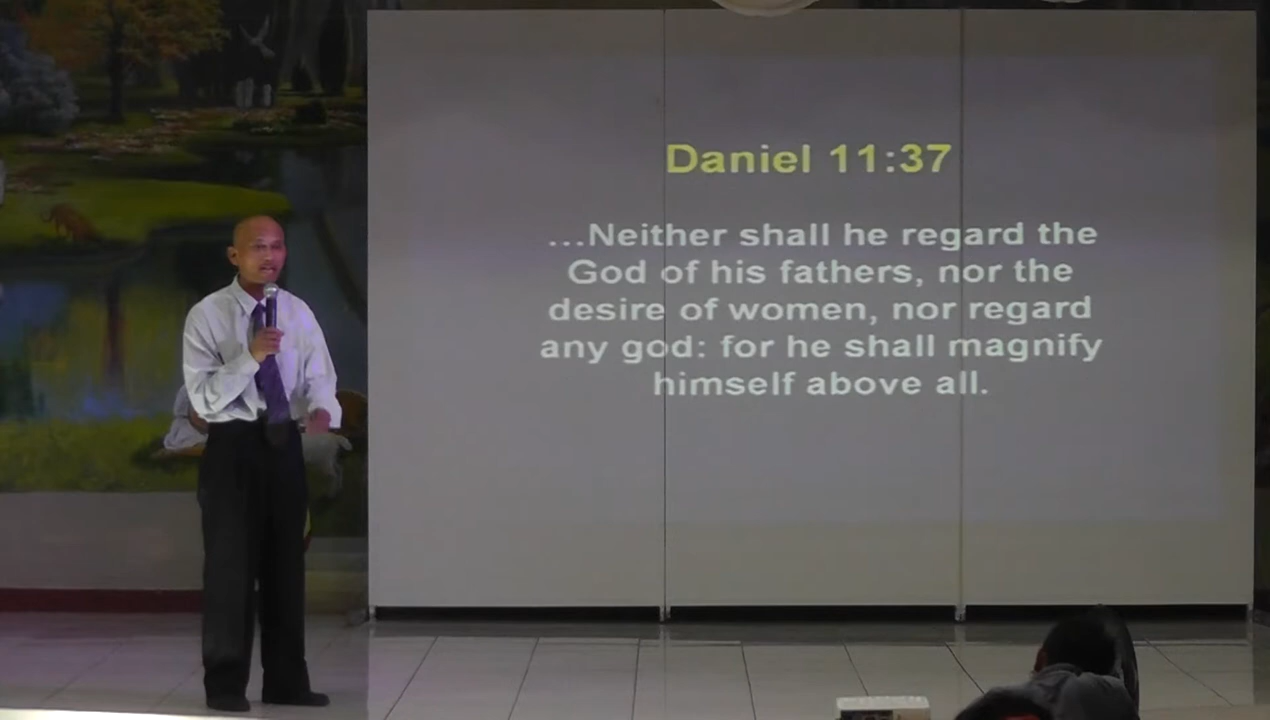 Daniel 11:37
...Neither shall he regard the
God of his fathers, nor the
desire of women, nor regard
any god: for he shall magnify
himself above all.